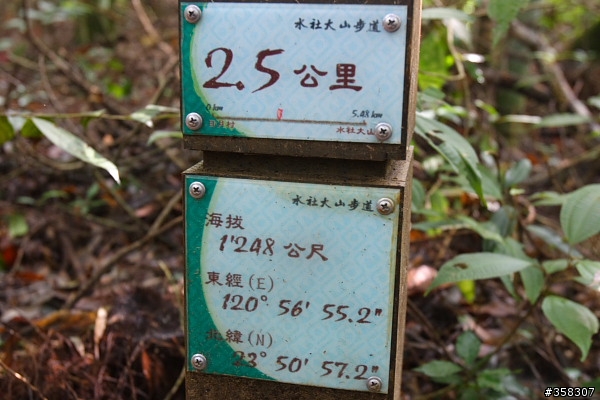 水社大山步道
2.5 公里
0 km 5.48 km
水社大山
水社大山步道
海拔
1'248 公尺
東經(E)
120° 56' 55.2"
北緯(N)
23° 50' 57.2"
#358307